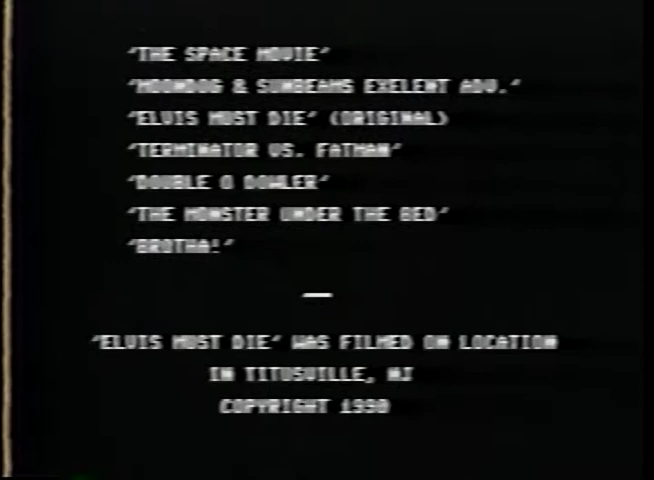 "THE SPACE MOVIE"
"MOONDOG & SUNBEAMS EXELENT ADV."
"ELVIS MUST DIE" (ORIGINAL)
"TERMINATOR VS. FATMAN"
"DOUBLE O DOWLER"
"THE MONSTER UNDER THE BED"
"BROTHA!"
—
"ELVIS MUST DIE" WAS FILMED ON LOCATION
IN TITUSVILLE, NJ
COPYRIGHT 1990